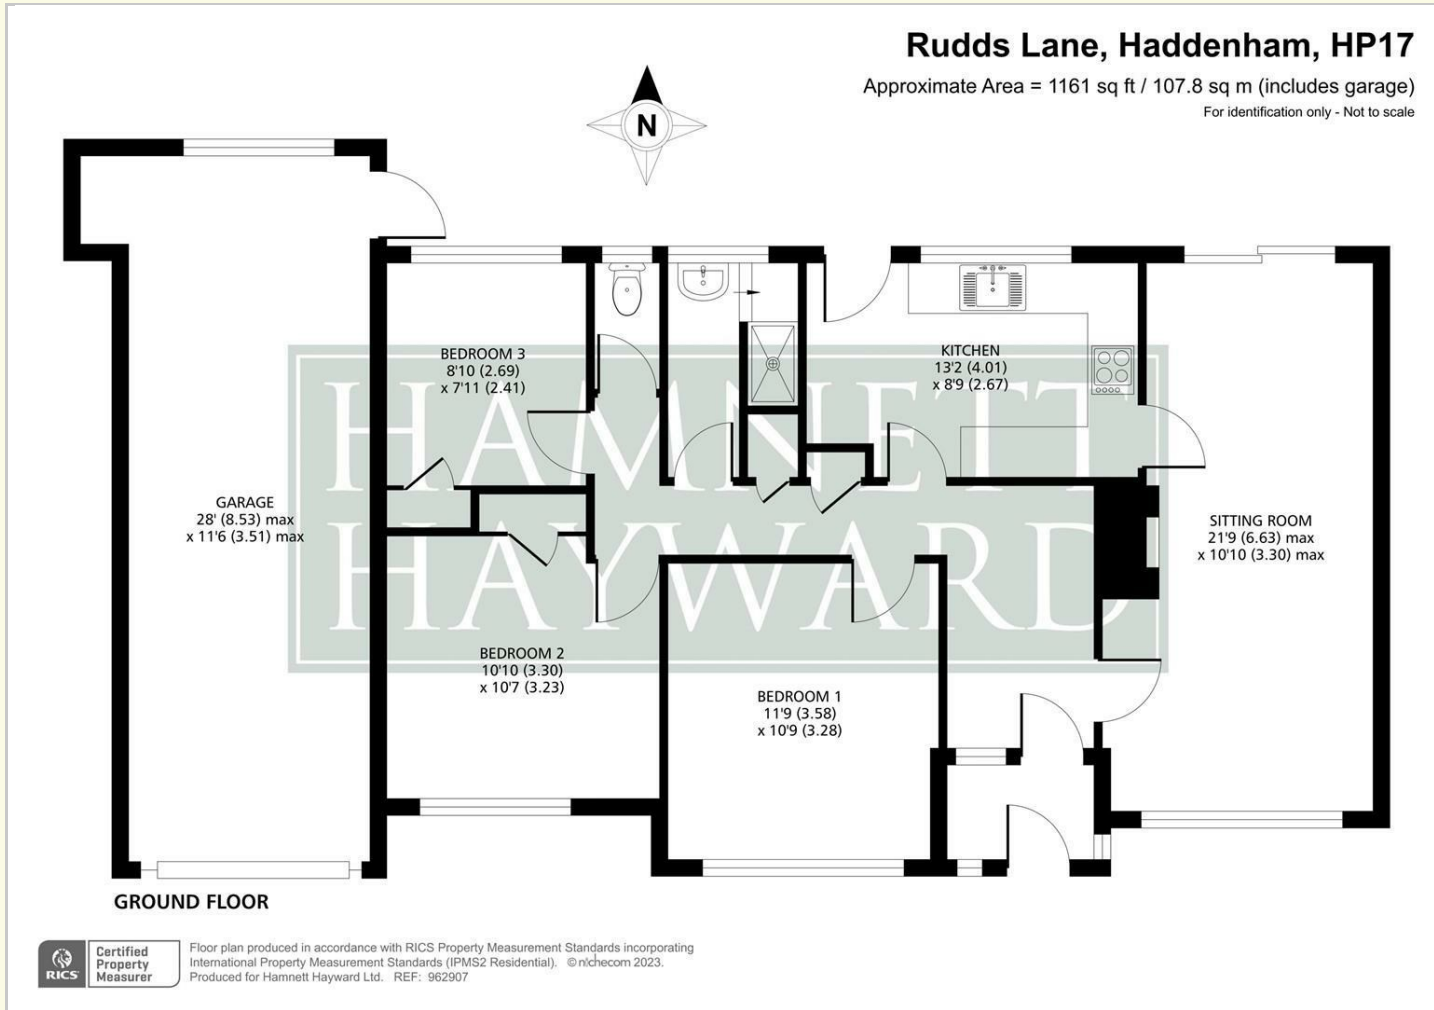 Rudds Lane, Haddenham, HP17
Approximate Area = 1161 sq ft / 107.8 sq m (includes garage)
For identification only - Not to scale
N
BEDROOM 3
8'10 (2.69)
x 7'11 (2.41)
KITCHEN
13'2 (4.01)
x 8'9 (2.67)
HAMNETT
HAYWARD
GARAGE
28' (8.53) max
x 11'6 (3.51) max
SITTING ROOM
21'9 (6.63) max
x 10'10 (3.30) max
BEDROOM 2
10'10 (3.30)
x 10'7 (3.23)
BEDROOM 1
11'9 (3.58)
x 10'9 (3.28)
GROUND FLOOR
RICS
Certified
Property
Measurer
Floor plan produced in accordance with RICS Property Measurement Standards incorporating
International Property Measurement Standards (IPMS2 Residential). © nichecom 2023.
Produced for Hamnett Hayward Ltd. REF: 962907